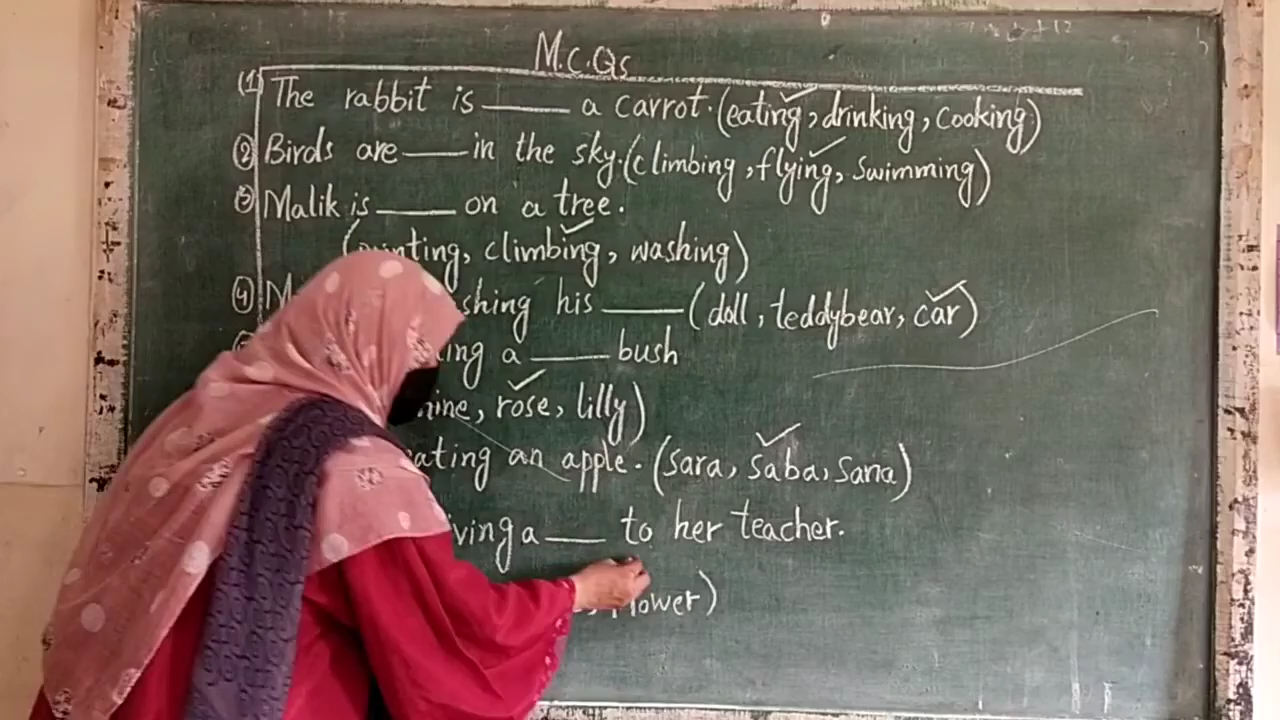 M.C.Qs
(1) The rabbit is ____ a carrot. (eating, drinking, cooking)
(2) Birds are ____ in the sky. (climbing, flying, swimming)
(3) Malik is ____ on a tree.
climbing, washing)
(4) his ____ (doll, teddybear, car)
a ____ bush
rose, lilly)
an apple. (sara, saba, sana)
a ____ to her teacher.
flower)